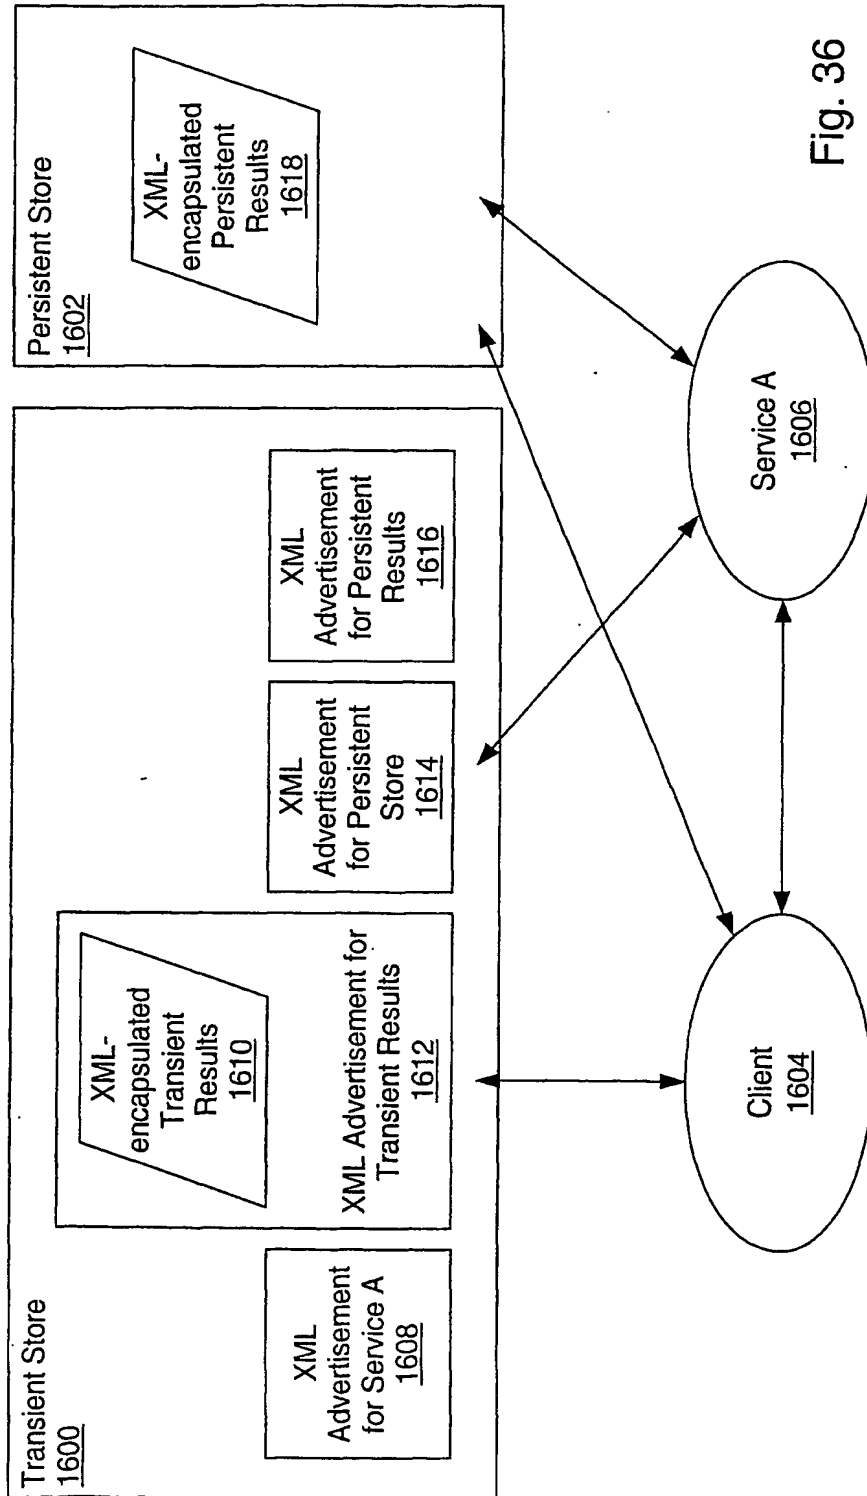 Transient Store
1600
XML
Advertisement
for Service A
1608
XML-
encapsulated
Transient
Results
1610
XML Advertisement for
Transient Results
1612
XML
Advertisement
for Persistent
Store
1614
XML
Advertisement
for Persistent
Results
1616
Persistent Store
1602
XML-
encapsulated
Persistent
Results
1618
Client
1604
Service A
1606
Fig. 36